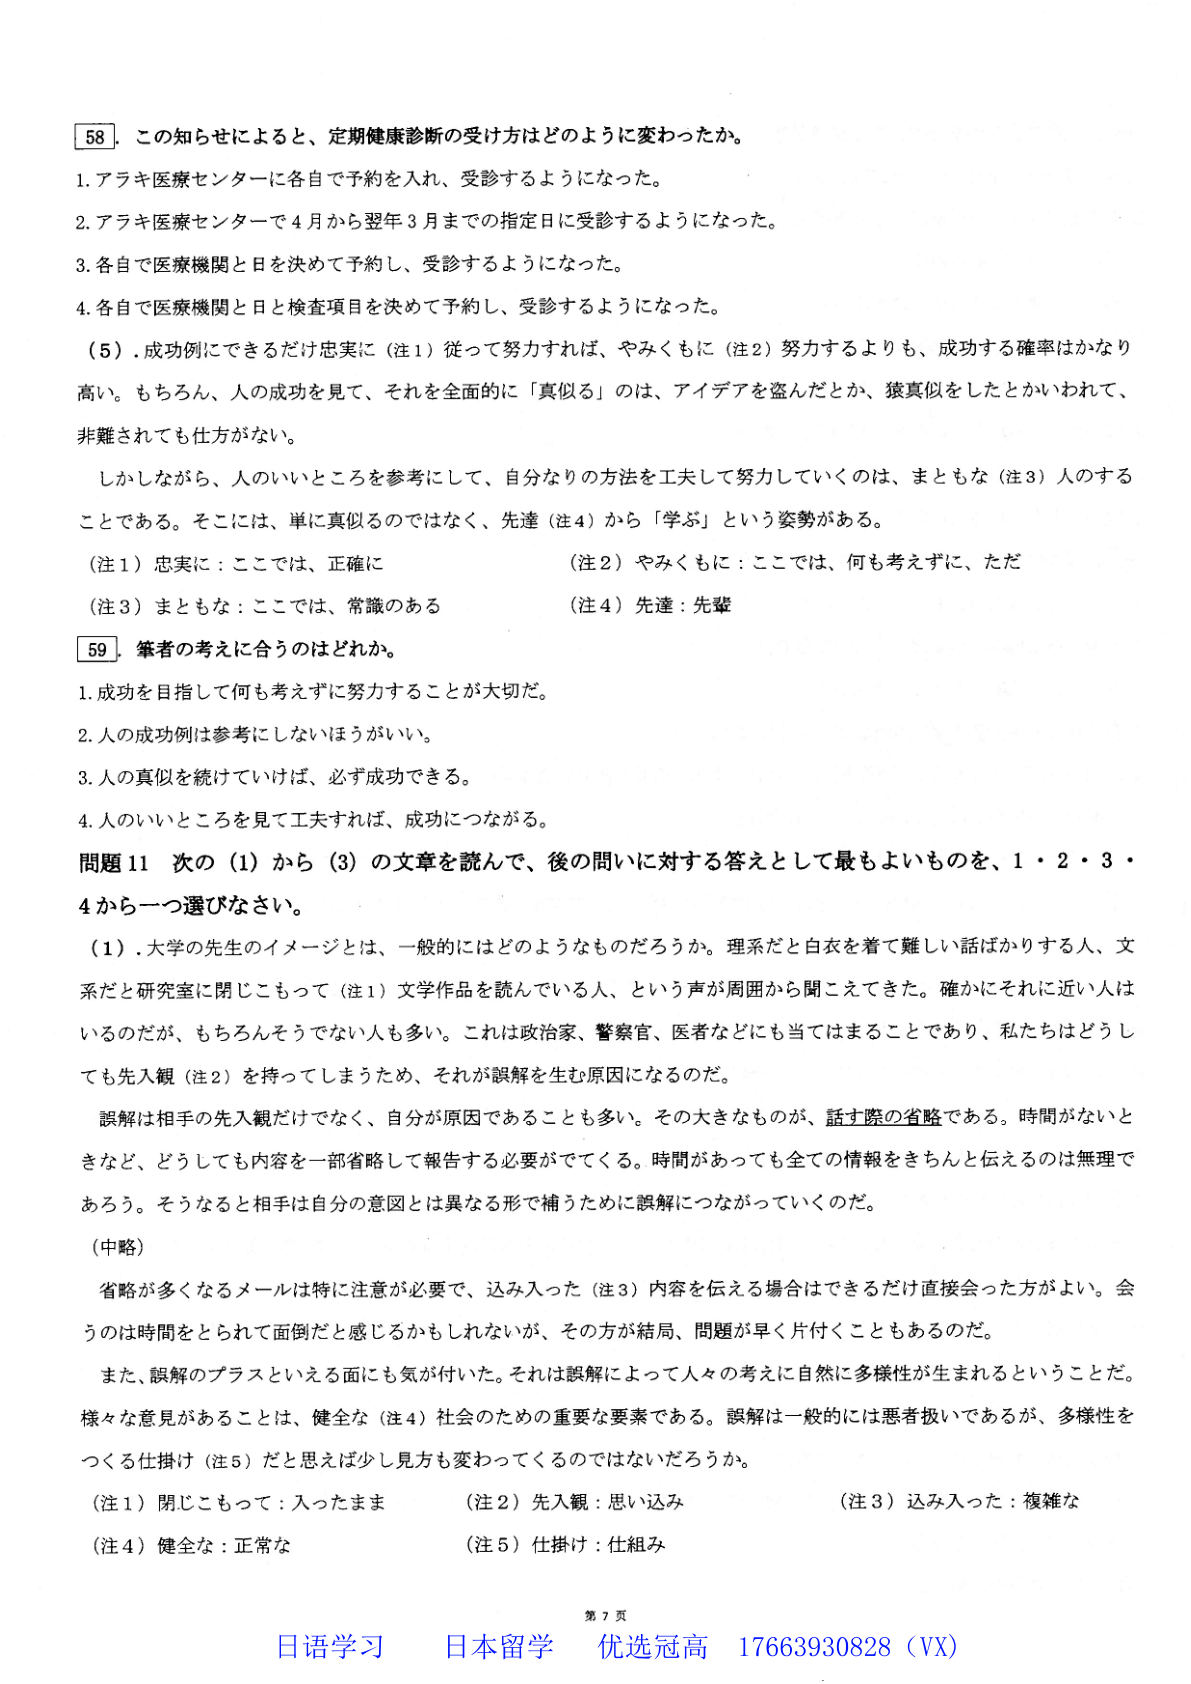 58．この知らせによると、定期健康診断の受け方はどのように変わったか。
1. アラキ医療センターに各自で予約を入れ、受診するようになった。
2. アラキ医療センターで４月から翌年３月までの指定日に受診するようになった。
3. 各自で医療機関と日を決めて予約し、受診するようになった。
4. 各自で医療機関と日と検査項目を決めて予約し、受診するようになった。
（5）. 成功例にできるだけ忠実に（注１）従って努力すれば、やみくもに（注２）努力するよりも、成功する確率はかなり
高い。もちろん、人の成功を見て、それを全面的に「真似る」のは、アイデアを盗んだとか、猿真似をしたとかいわれて、
非難されても仕方がない。
しかしながら、人のいいところを参考にして、自分なりの方法を工夫して努力していくのは、まともな（注３）人のする
ことである。そこには、単に真似るのではなく、先達（注４）から「学ぶ」という姿勢がある。
（注１）忠実に：ここでは、正確に　（注２）やみくもに：ここでは、何も考えずに、ただ
（注３）まともな：ここでは、常識のある　（注４）先達：先輩
59．筆者の考えに合うのはどれか。
1. 成功を目指して何も考えずに努力することが大切だ。
2. 人の成功例は参考にしないほうがいい。
3. 人の真似を続けていけば、必ず成功できる。
4. 人のいいところを見て工夫すれば、成功につながる。
問題 11　次の（1）から（3）の文章を読んで、後の問いに対する答えとして最もよいものを、1・2・3・
4 から一つ選びなさい。
（1）. 大学の先生のイメージとは、一般的にはどのようなものだろうか。理系だと白衣を着て難しい話ばかりする人、文
系だと研究室に閉じこもって（注１）文学作品を読んでいる人、という声が周囲から聞こえてきた。確かにそれに近い人は
いるのだが、もちろんそうでない人も多い。これは政治家、警察官、医者などにも当てはまることであり、私たちはどうし
ても先入観（注２）を持ってしまうため、それが誤解を生む原因になるのだ。
誤解は相手の先入観だけでなく、自分が原因であることも多い。その大きなものが、話す際の省略である。時間がないと
きなど、どうしても内容を一部省略して報告する必要がでてくる。時間があっても全ての情報をきちんと伝えるのは無理で
あろう。そうなると相手は自分の意図とは異なる形で補うために誤解につながっていくのだ。
（中略）
省略が多くなるメールは特に注意が必要で、込み入った（注３）内容を伝える場合はできるだけ直接会った方がよい。会
うのは時間をとられて面倒だと感じるかもしれないが、その方が結局、問題が早く片付くこともあるのだ。
また、誤解のプラスといえる面にも気が付いた。それは誤解によって人々の考えに自然に多様性が生まれるということだ。
様々な意見があることは、健全な（注４）社会のための重要な要素である。誤解は一般的には悪者扱いであるが、多様性を
つくる仕掛け（注５）だと思えば少し見方も変わってくるのではないだろうか。
（注１）閉じこもって：入ったまま　（注２）先入観：思い込み　（注３）込み入った：複雑な
（注４）健全な：正常な　（注５）仕掛け：仕組み
第 7 页
日语学习　日本留学　优选冠高　17663930828（VX)